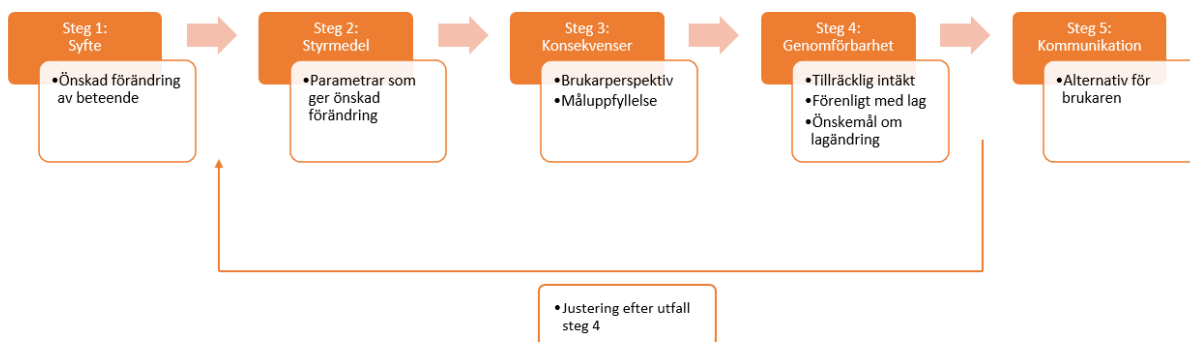 Steg 1:
Syfte
•Önskad förändring
av beteende
Steg 2:
Styrmedel
•Parametrar som
ger önskad
förändring
Steg 3:
Konsekvenser
•Brukarperspektiv
•Måluppfyllelse
Steg 4:
Genomförbarhet
•Tillräcklig intäkt
•Förenligt med lag
•Önskemål om
lagändring
Steg 5:
Kommunikation
•Alternativ för
brukaren
•Justering efter utfall
steg 4